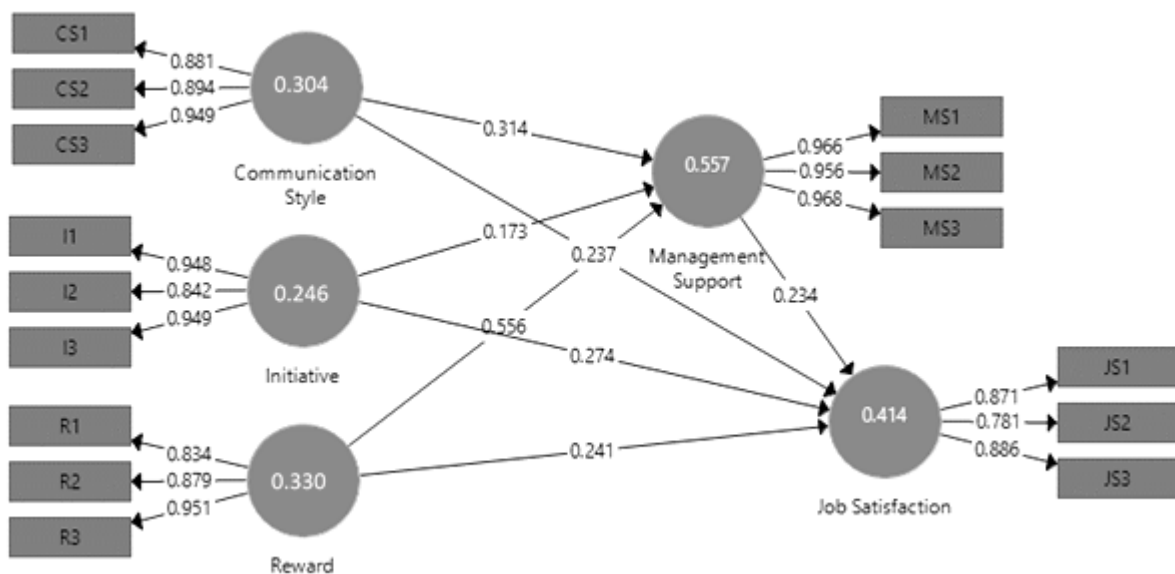 CS1
0.881
CS2
0.894
CS3
0.949
0.304
Communication
Style
0.314
0.557
Management
Support
MS1
0.966
MS2
0.956
MS3
0.968
I1
0.948
I2
0.842
I3
0.949
0.246
Initiative
0.173
0.237
0.234
0.556
0.274
R1
0.834
R2
0.879
R3
0.951
0.330
Reward
0.241
0.414
Job Satisfaction
JS1
0.871
JS2
0.781
JS3
0.886